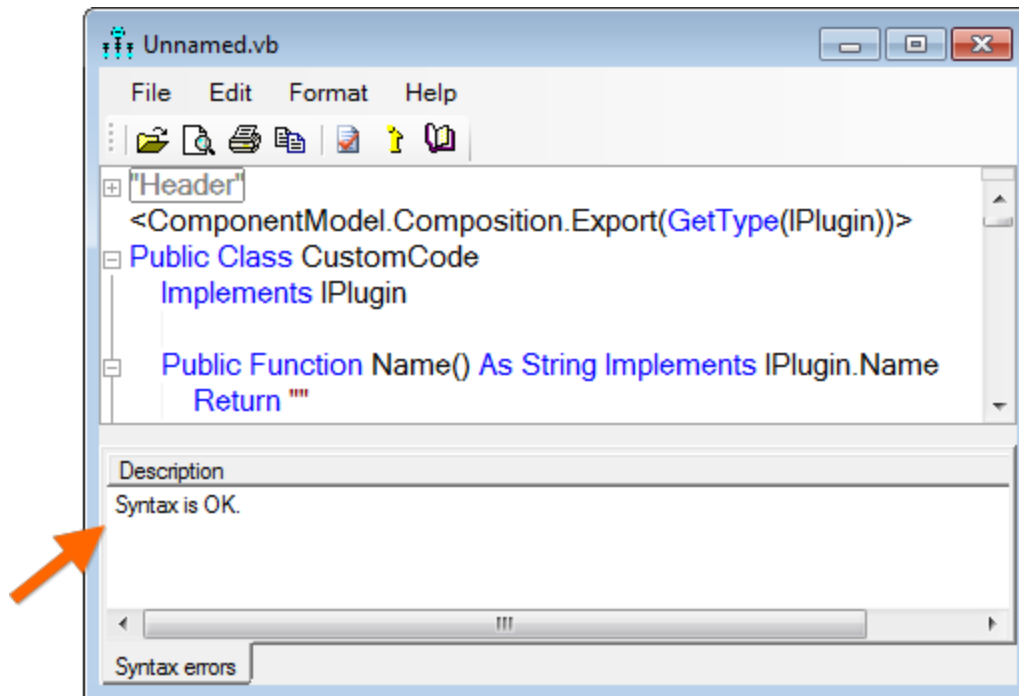 Unnamed.vb
File Edit Format Help
"Header"
<ComponentModel.Composition.Export(GetType(IPlugin))>
Public Class CustomCode
Implements IPlugin
Public Function Name() As String Implements IPlugin.Name
Return ""
Description
Syntax is OK.
Syntax errors